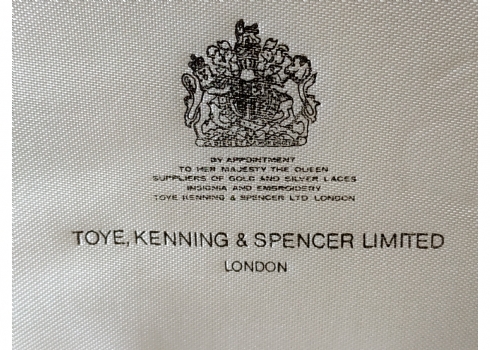 BY APPOINTMENT
TO HER MAJESTY THE QUEEN
SUPPLIERS OF GOLD AND SILVER LACES
INSIGNIA AND EMBROIDERY
TOYE KENNING & SPENCER LTD LONDON
TOYE, KENNING & SPENCER LIMITED
LONDON